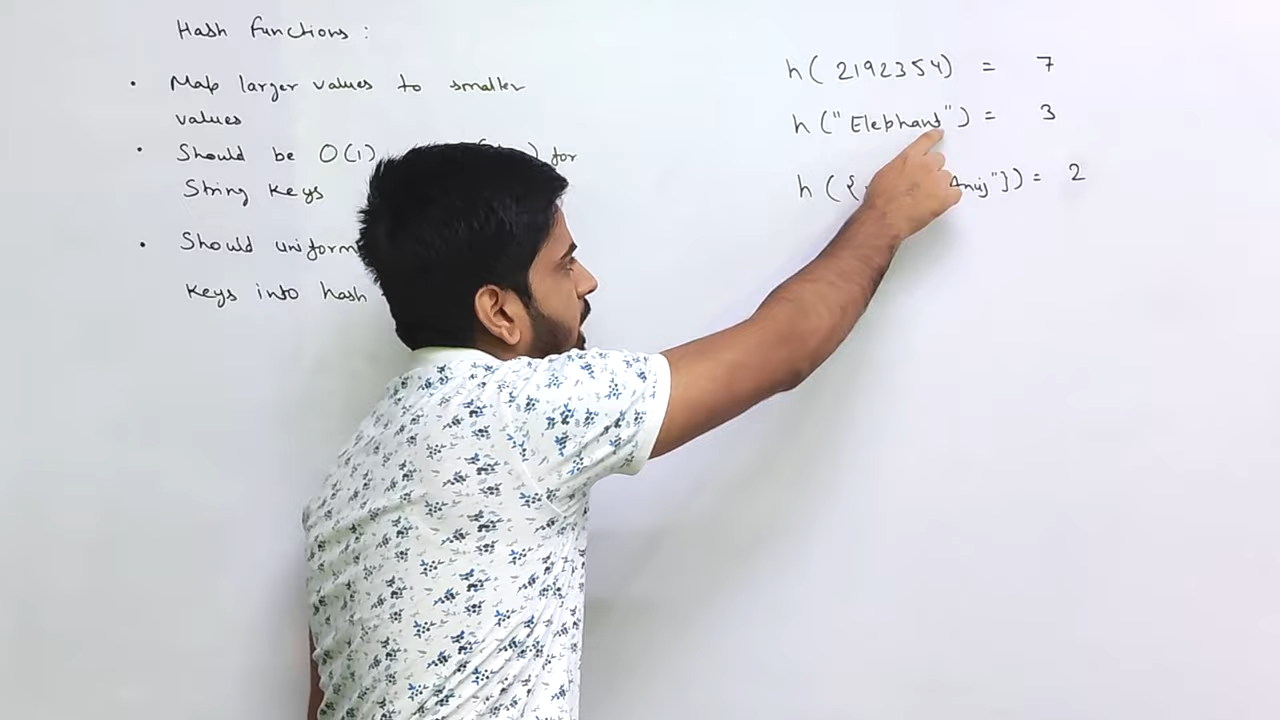 Hash Functions :
• Map larger values to smaller
values
• Should be O(1) for
String Keys
• Should uniform
Keys into hash
h( 2192354) = 7
h ("Elephant") = 3
h ({ Anuj"}) = 2